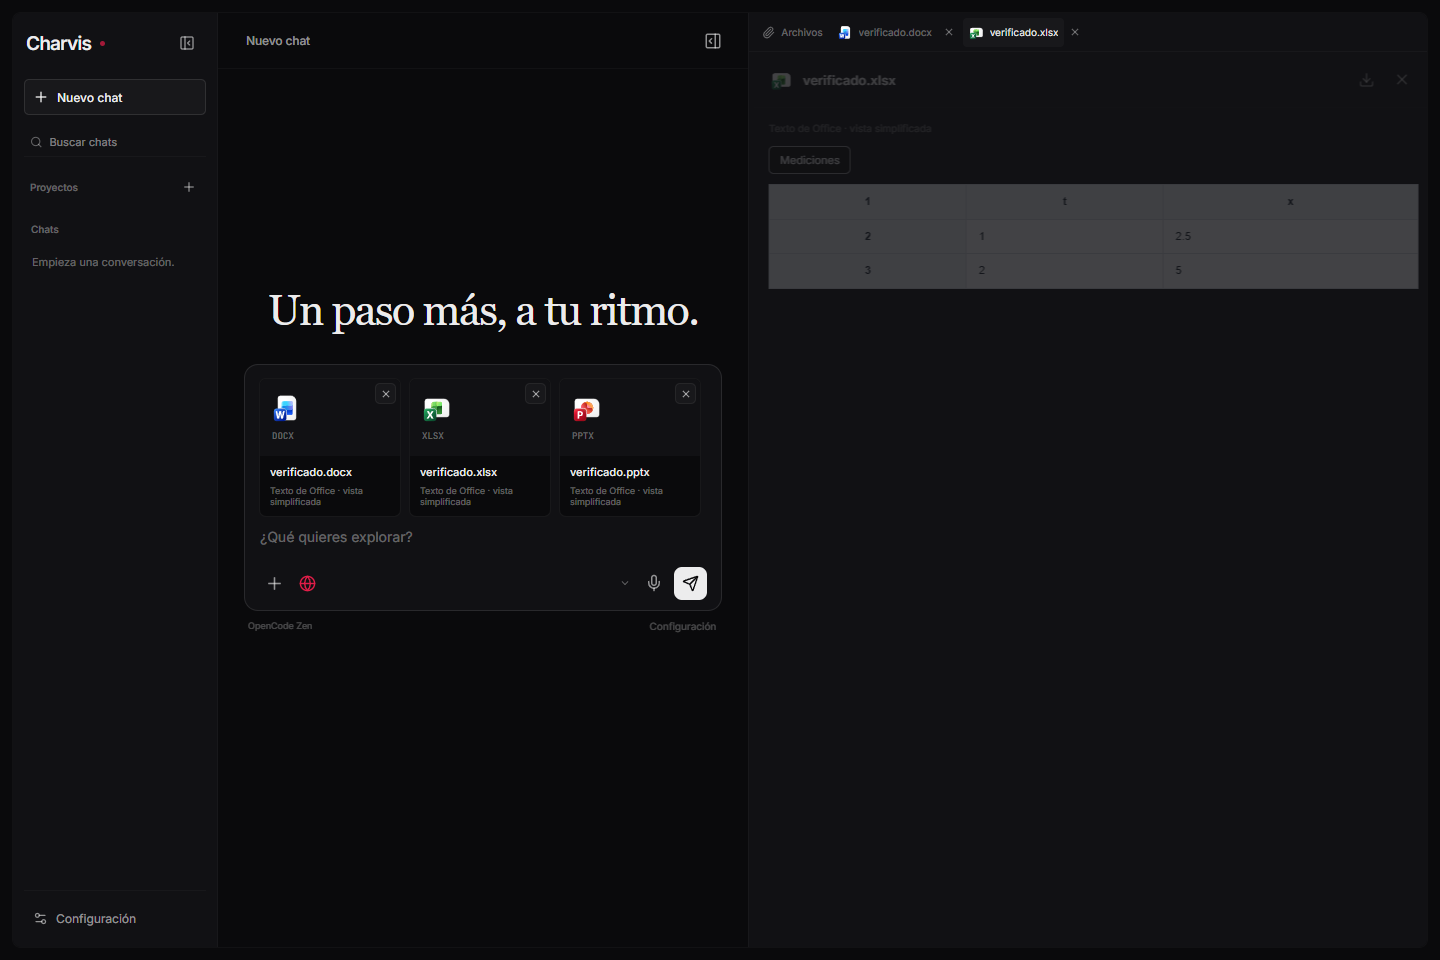 Charvis
Nuevo chat
Buscar chats
Proyectos
Chats
Empieza una conversación.
Configuración
Nuevo chat
Un paso más, a tu ritmo.
W
DOCX
verificado.docx
Texto de Office · vista
simplificada
X
XLSX
verificado.xlsx
Texto de Office · vista
simplificada
P
PPTX
verificado.pptx
Texto de Office · vista
simplificada
¿Qué quieres explorar?
OpenCode Zen
Configuración
Archivos
verificado.docx
verificado.xlsx
verificado.xlsx
Texto de Office · vista simplificada
Mediciones
1 t x
2 1 2.5
3 2 5